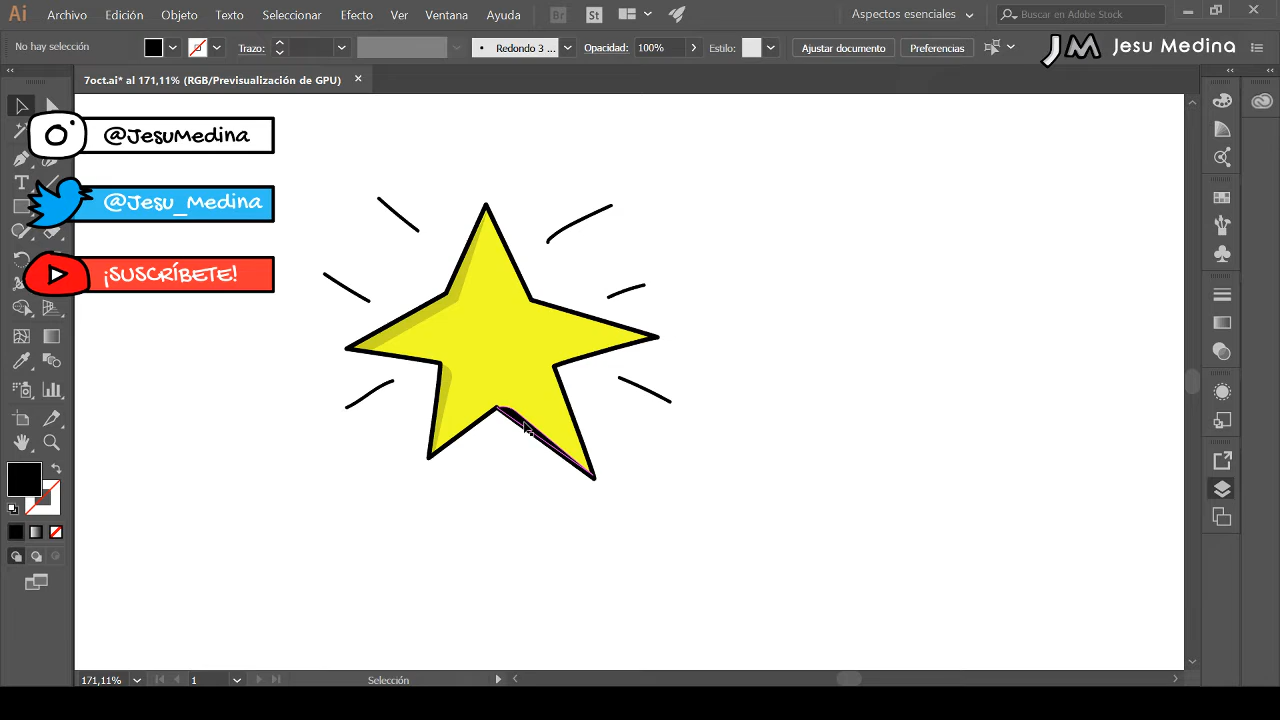 Ai Archivo Edición Objeto Texto Seleccionar Efecto Ver Ventana Ayuda Br St Aspectos esenciales Buscar en Adobe Stock
No hay selección Trazo: Redondo 3 ... Opacidad: 100% Estilo: Ajustar documento Preferencias JM Jesu Medina
7oct.ai* al 171,11% (RGB/Previsualización de GPU)
@JesuMedina
@Jesu_Medina
¡SUSCRÍBETE!
171,11% 1 Selección